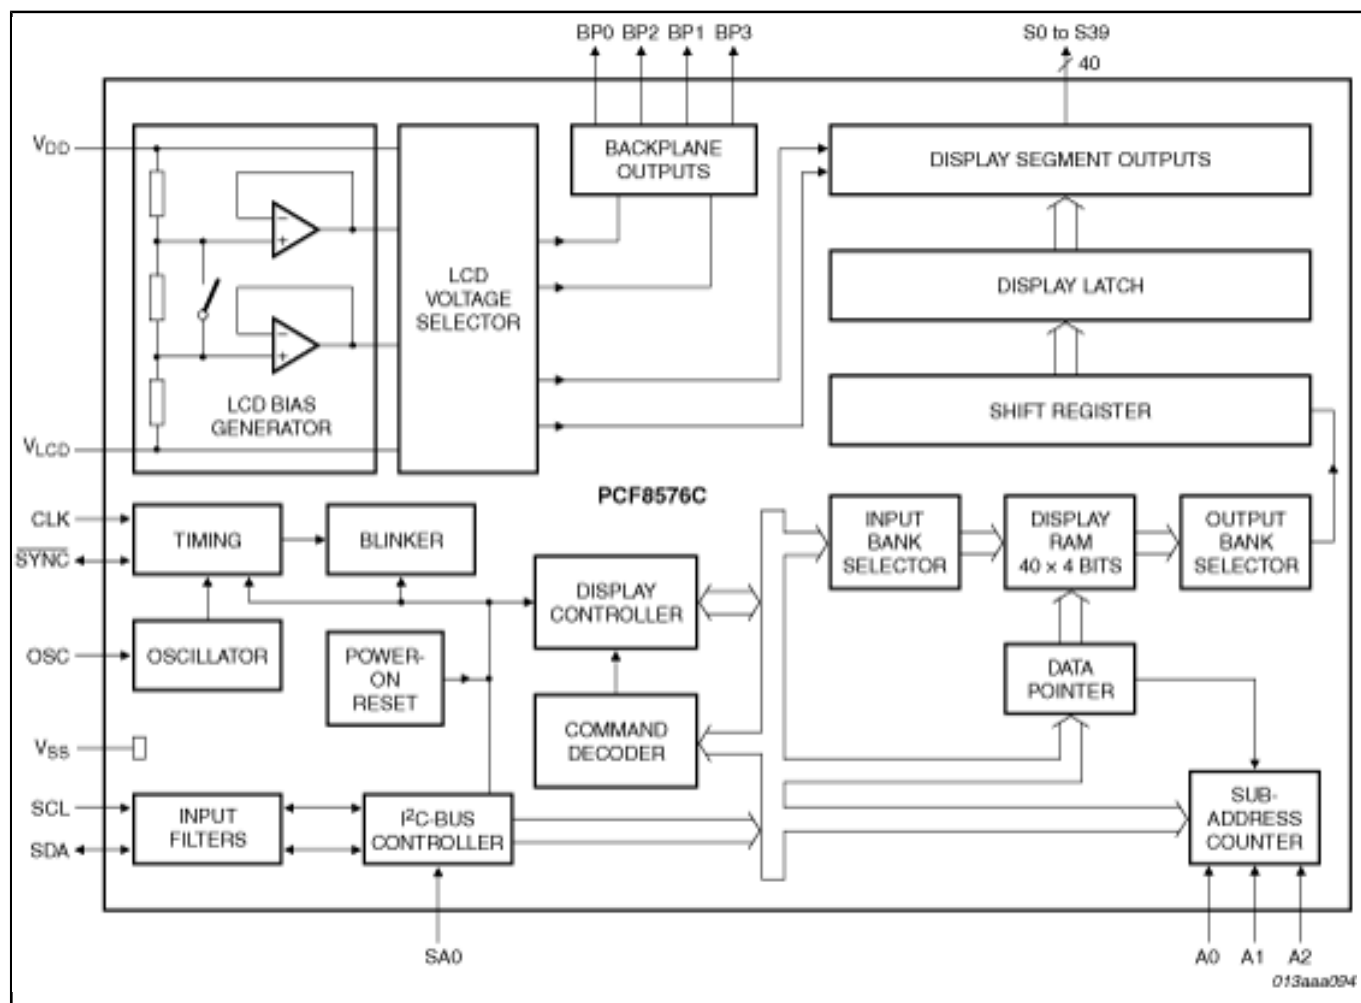 BP0 BP2 BP1 BP3
S0 to S39
40
VDD
BACKPLANE
OUTPUTS
DISPLAY SEGMENT OUTPUTS
−
+
LCD
VOLTAGE
SELECTOR
DISPLAY LATCH
−
+
LCD BIAS
GENERATOR
SHIFT REGISTER
VLCD
PCF8576C
CLK
SYNC
TIMING
BLINKER
INPUT
BANK
SELECTOR
DISPLAY
RAM
40 × 4 BITS
OUTPUT
BANK
SELECTOR
DISPLAY
CONTROLLER
OSC
OSCILLATOR
POWER-
ON
RESET
DATA
POINTER
COMMAND
DECODER
VSS
SCL
SDA
INPUT
FILTERS
I²C-BUS
CONTROLLER
SUB-
ADDRESS
COUNTER
SA0
A0 A1 A2
013aaa094